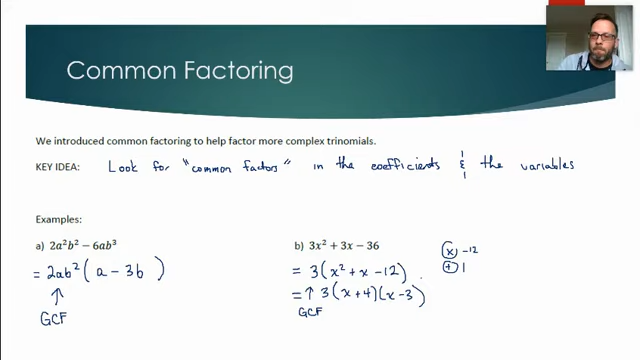 Common Factoring
We introduced common factoring to help factor more complex trinomials.
KEY IDEA: Look for "common factors" in the coefficients & the variables
Examples:
a) 2a²b² − 6ab³
= 2ab² ( a − 3b )
↑
GCF
b) 3x² + 3x − 36
= 3 ( x² + x − 12 )
= ↑ 3 ( x + 4 ) ( x − 3 )
GCF
ⓧ −12
⊕ 1